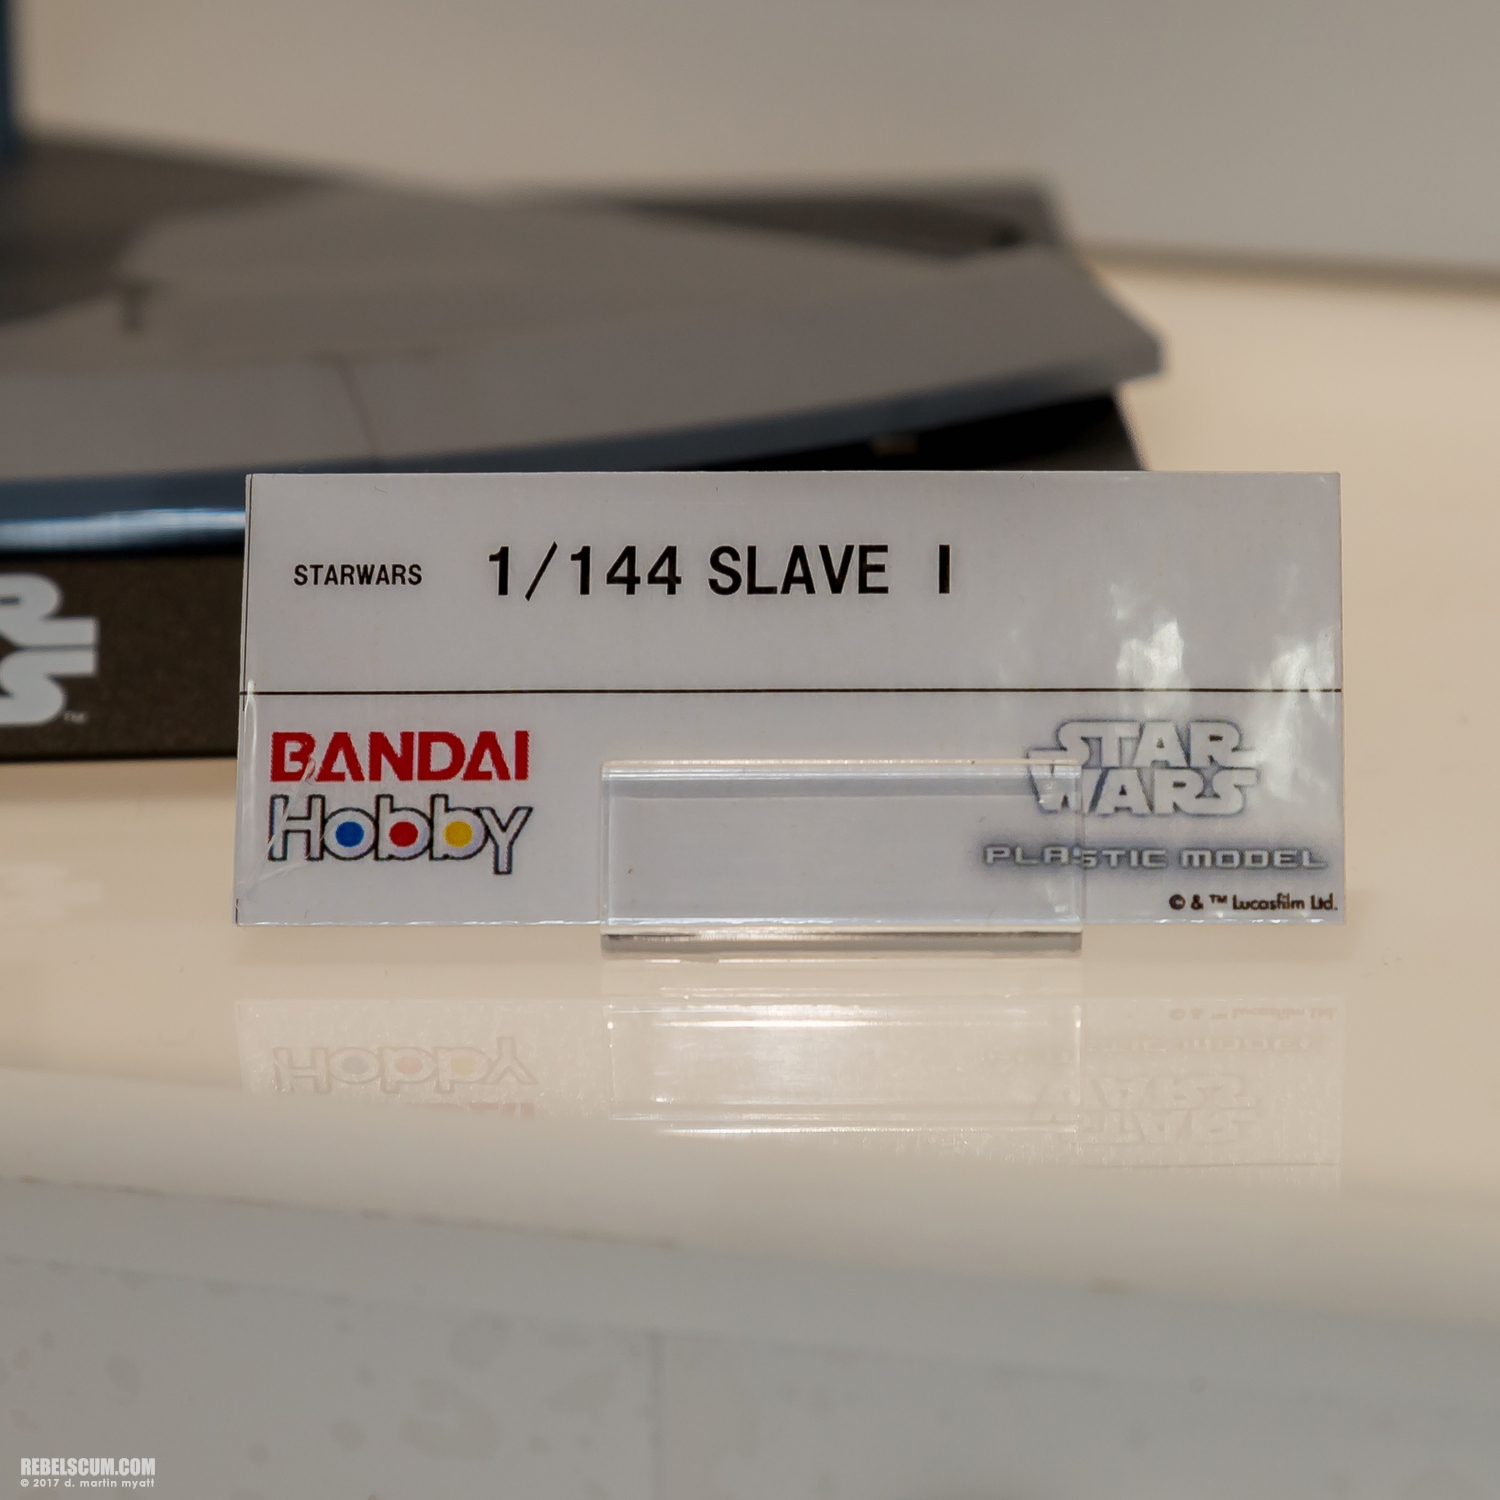 STARWARS 1/144 SLAVE I
BANDAI
Hobby
STAR
WARS
PLASTIC MODEL
© & ™ Lucasfilm Ltd.
REBELSCUM.COM
© 2017 d. martin myatt